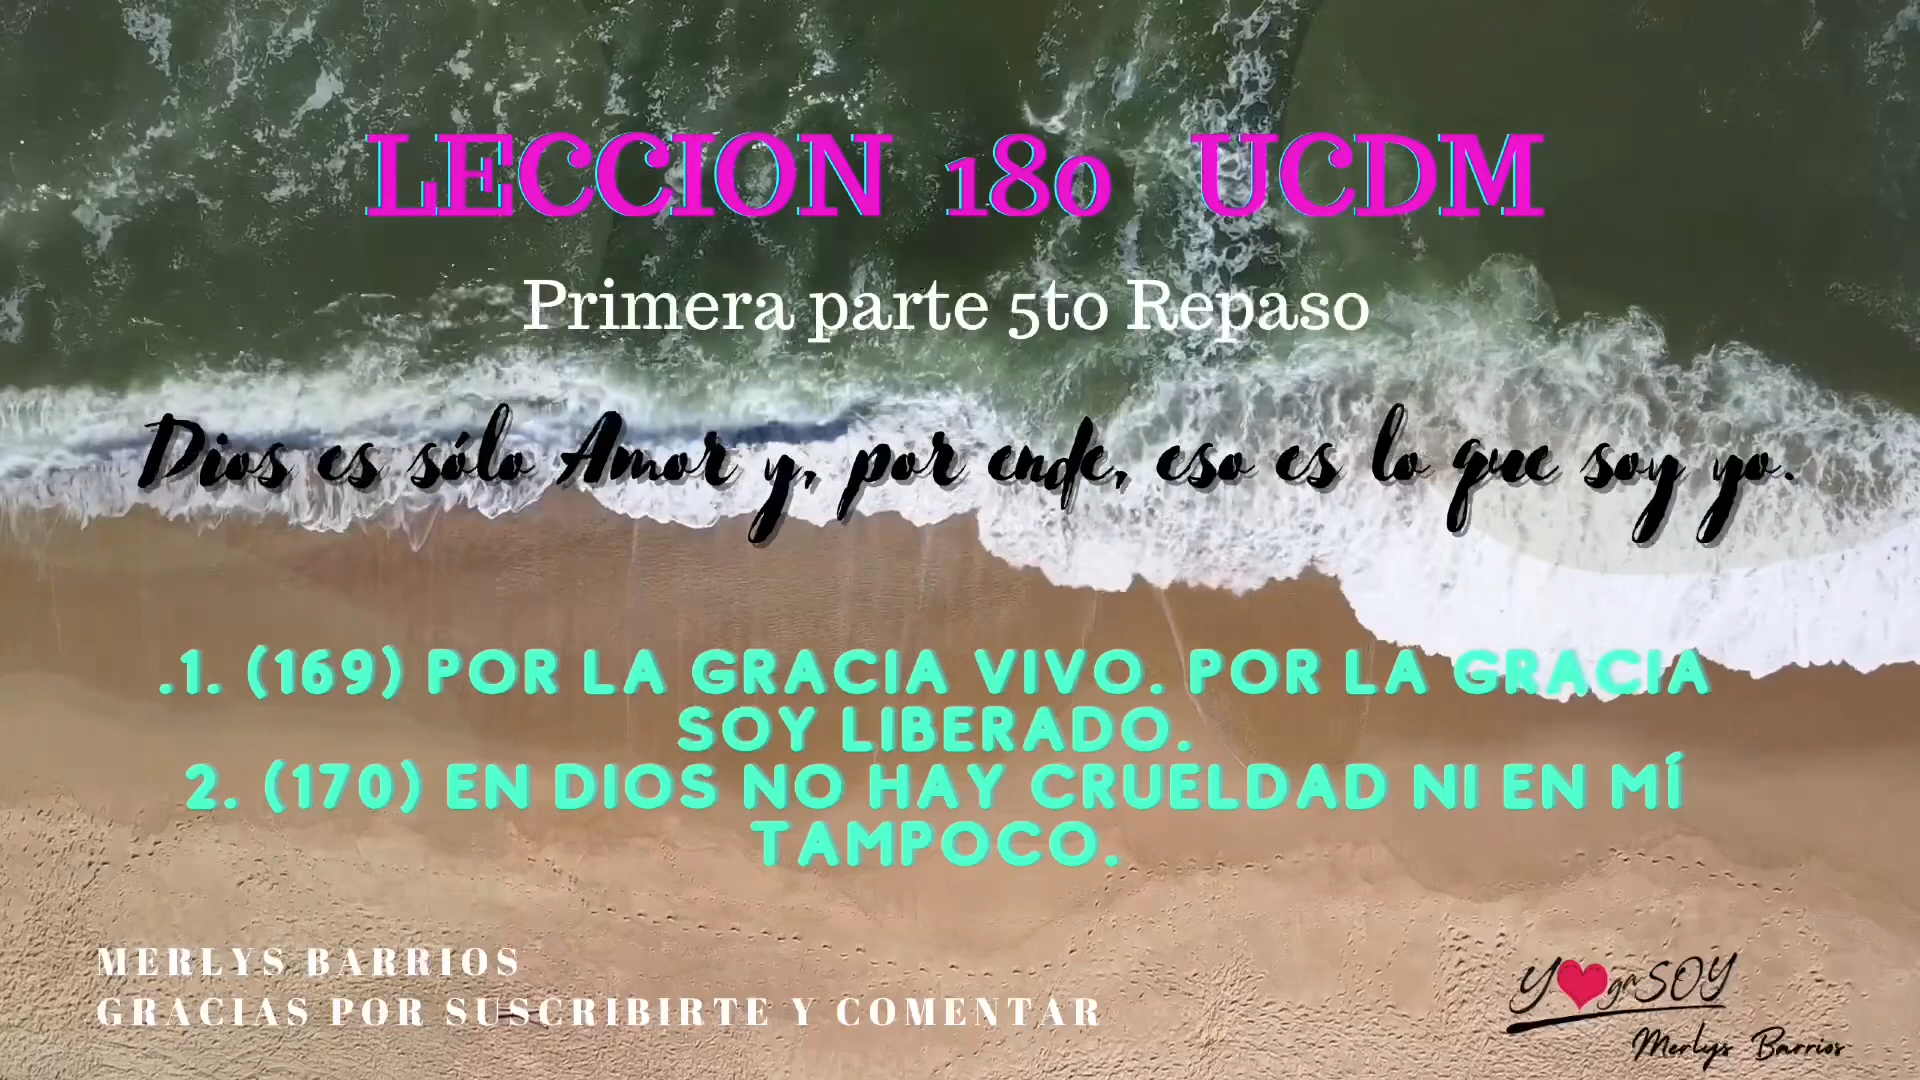 LECCION 180 UCDM
Primera parte 5to Repaso
Dios es sólo Amor y, por ende, eso es lo que soy yo.
.1. (169) POR LA GRACIA VIVO. POR LA GRACIA
SOY LIBERADO.
2. (170) EN DIOS NO HAY CRUELDAD NI EN MÍ
TAMPOCO.
MERLYS BARRIOS
GRACIAS POR SUSCRIBIRTE Y COMENTAR
Y❤gaSOY
Merlys Barrios